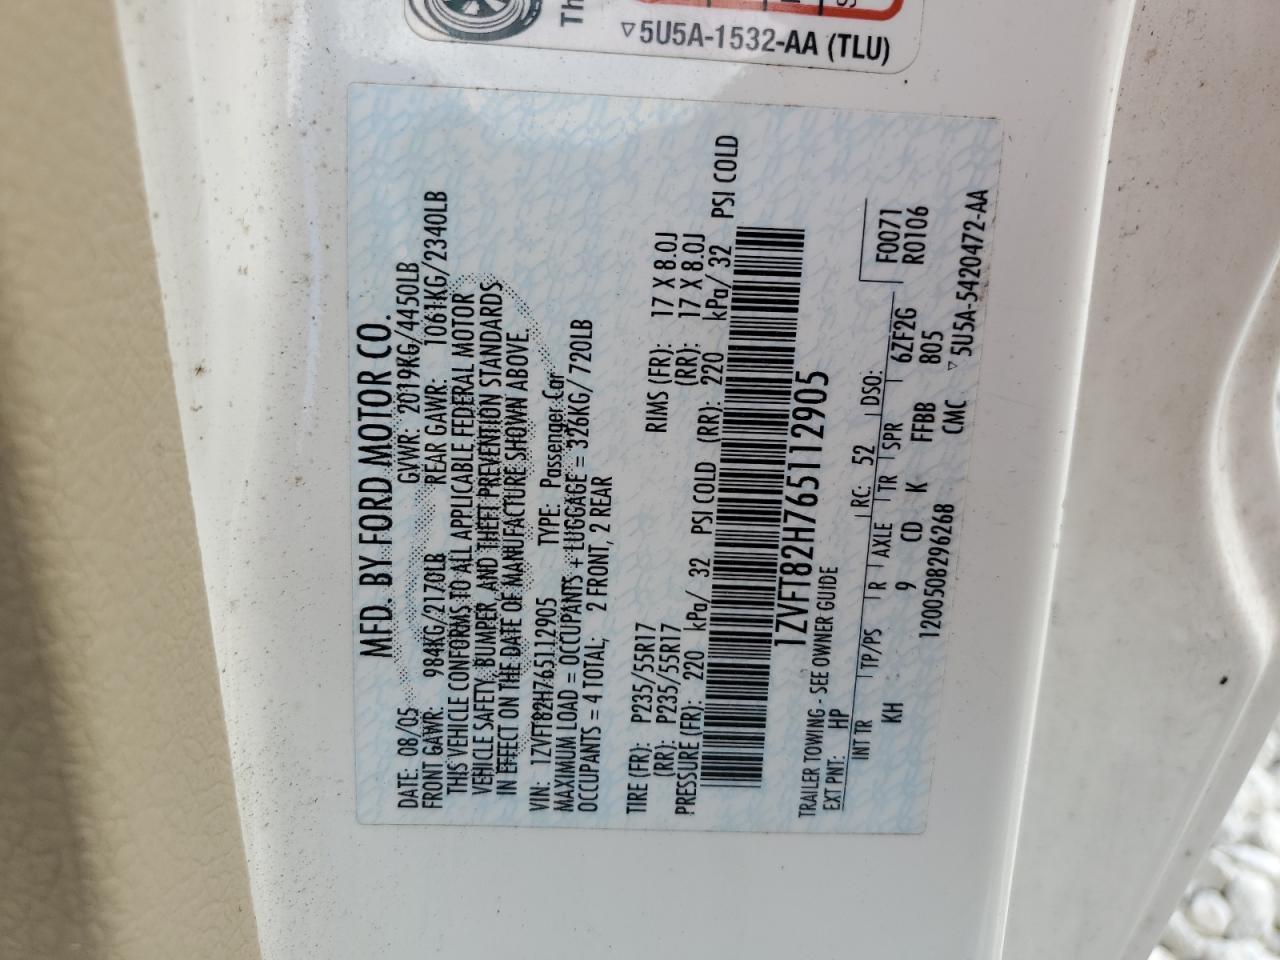 Th
▽5U5A-1532-AA (TLU)
MFD. BY FORD MOTOR CO.
DATE: 08/05 GVWR: 2019KG/4450LB
FRONT GAWR: 984KG/2170LB REAR GAWR: 1061KG/2340LB
THIS VEHICLE CONFORMS TO ALL APPLICABLE FEDERAL MOTOR
VEHICLE SAFETY, BUMPER, AND THEFT PREVENTION STANDARDS
IN EFFECT ON THE DATE OF MANUFACTURE SHOWN ABOVE.
VIN: 1ZVFT82H765112905 TYPE: Passenger Car
MAXIMUM LOAD = OCCUPANTS + LUGGAGE = 326KG/720LB
OCCUPANTS = 4 TOTAL; 2 FRONT, 2 REAR
TIRE (FR): P235/55R17 RIMS (FR): 17 X 8.0J
(RR): P235/55R17 (RR): 17 X 8.0J
PRESSURE (FR): 220 kPa/ 32 PSI COLD (RR): 220 kPa/ 32 PSI COLD
1ZVFT82H765112905
TRAILER TOWING - SEE OWNER GUIDE
EXT PNT: HP RC: 52 DSO:
INT TR TP/PS R AXLE TR SPR F0071
KH 9 CD K FFBB 6ZF2G R0106
CMC B05
1200508296268 ▽5U5A-5420472-AA